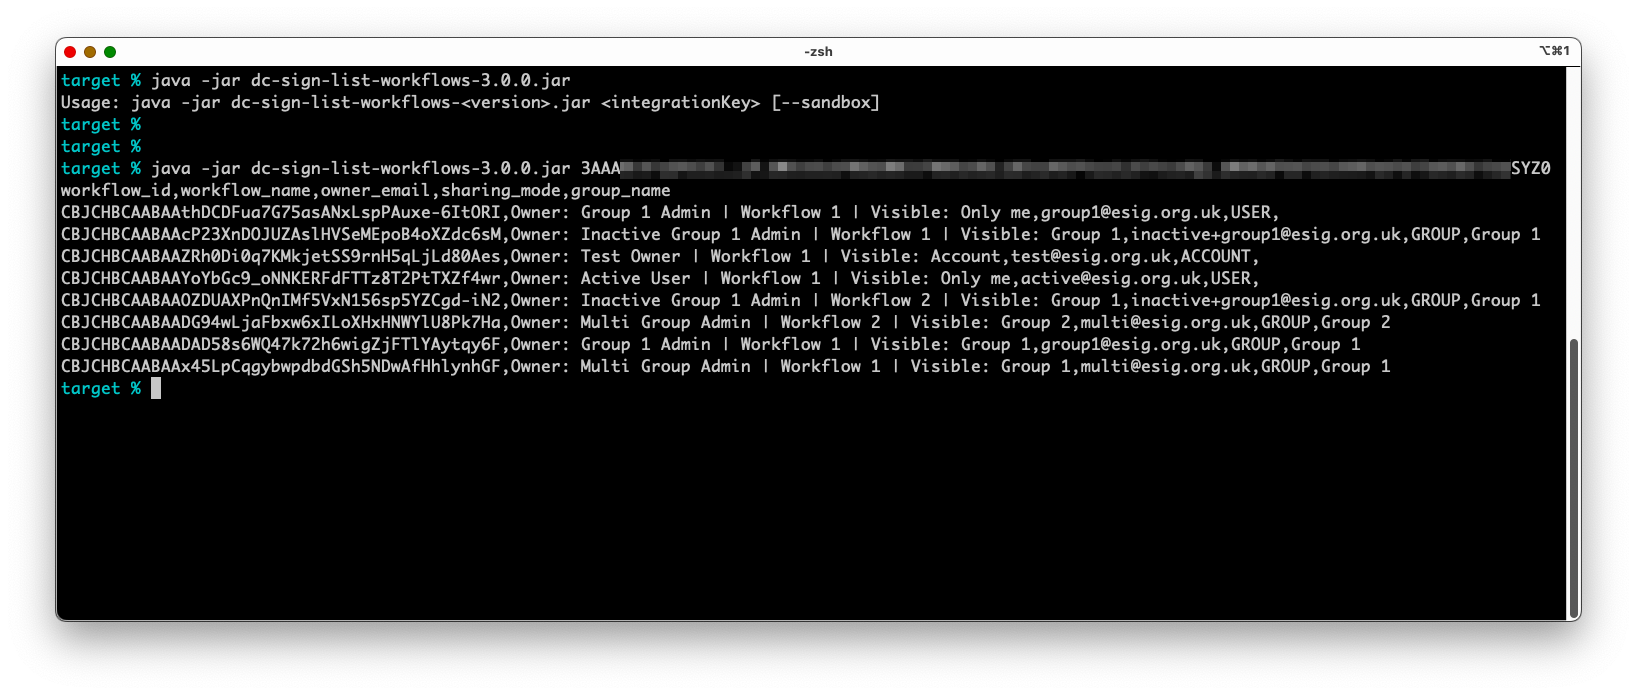 -zsh
⌥⌘1
target % java -jar dc-sign-list-workflows-3.0.0.jar
Usage: java -jar dc-sign-list-workflows-<version>.jar <integrationKey> [--sandbox]
target %
target %
target % java -jar dc-sign-list-workflows-3.0.0.jar 3AAA SYZ0
workflow_id,workflow_name,owner_email,sharing_mode,group_name
CBJCHBCAABAAthDCDFua7G75asANxLspPAuxe-6ItORI,Owner: Group 1 Admin | Workflow 1 | Visible: Only me,group1@esig.org.uk,USER,
CBJCHBCAABAAcP23XnDOJUZAslHVSeMEpoB4oXZdc6sM,Owner: Inactive Group 1 Admin | Workflow 1 | Visible: Group 1,inactive+group1@esig.org.uk,GROUP,Group 1
CBJCHBCAABAAZRh0Di0q7KMkjetSS9rnH5qLjLd80Aes,Owner: Test Owner | Workflow 1 | Visible: Account,test@esig.org.uk,ACCOUNT,
CBJCHBCAABAAYoYbGc9_oNNKERFdFTTz8T2PtTXZf4wr,Owner: Active User | Workflow 1 | Visible: Only me,active@esig.org.uk,USER,
CBJCHBCAABAAOZDUAXPnQnIMf5VxN156sp5YZCgd-iN2,Owner: Inactive Group 1 Admin | Workflow 2 | Visible: Group 1,inactive+group1@esig.org.uk,GROUP,Group 1
CBJCHBCAABAADG94wLjaFbxw6xILoXHxHNWYlU8Pk7Ha,Owner: Multi Group Admin | Workflow 2 | Visible: Group 2,multi@esig.org.uk,GROUP,Group 2
CBJCHBCAABAADAD58s6WQ47k72h6wigZjFTlYAytqy6F,Owner: Group 1 Admin | Workflow 1 | Visible: Group 1,group1@esig.org.uk,GROUP,Group 1
CBJCHBCAABAAx45LpCqgybwpdbdGSh5NDwAfHhlynhGF,Owner: Multi Group Admin | Workflow 1 | Visible: Group 1,multi@esig.org.uk,GROUP,Group 1
target %